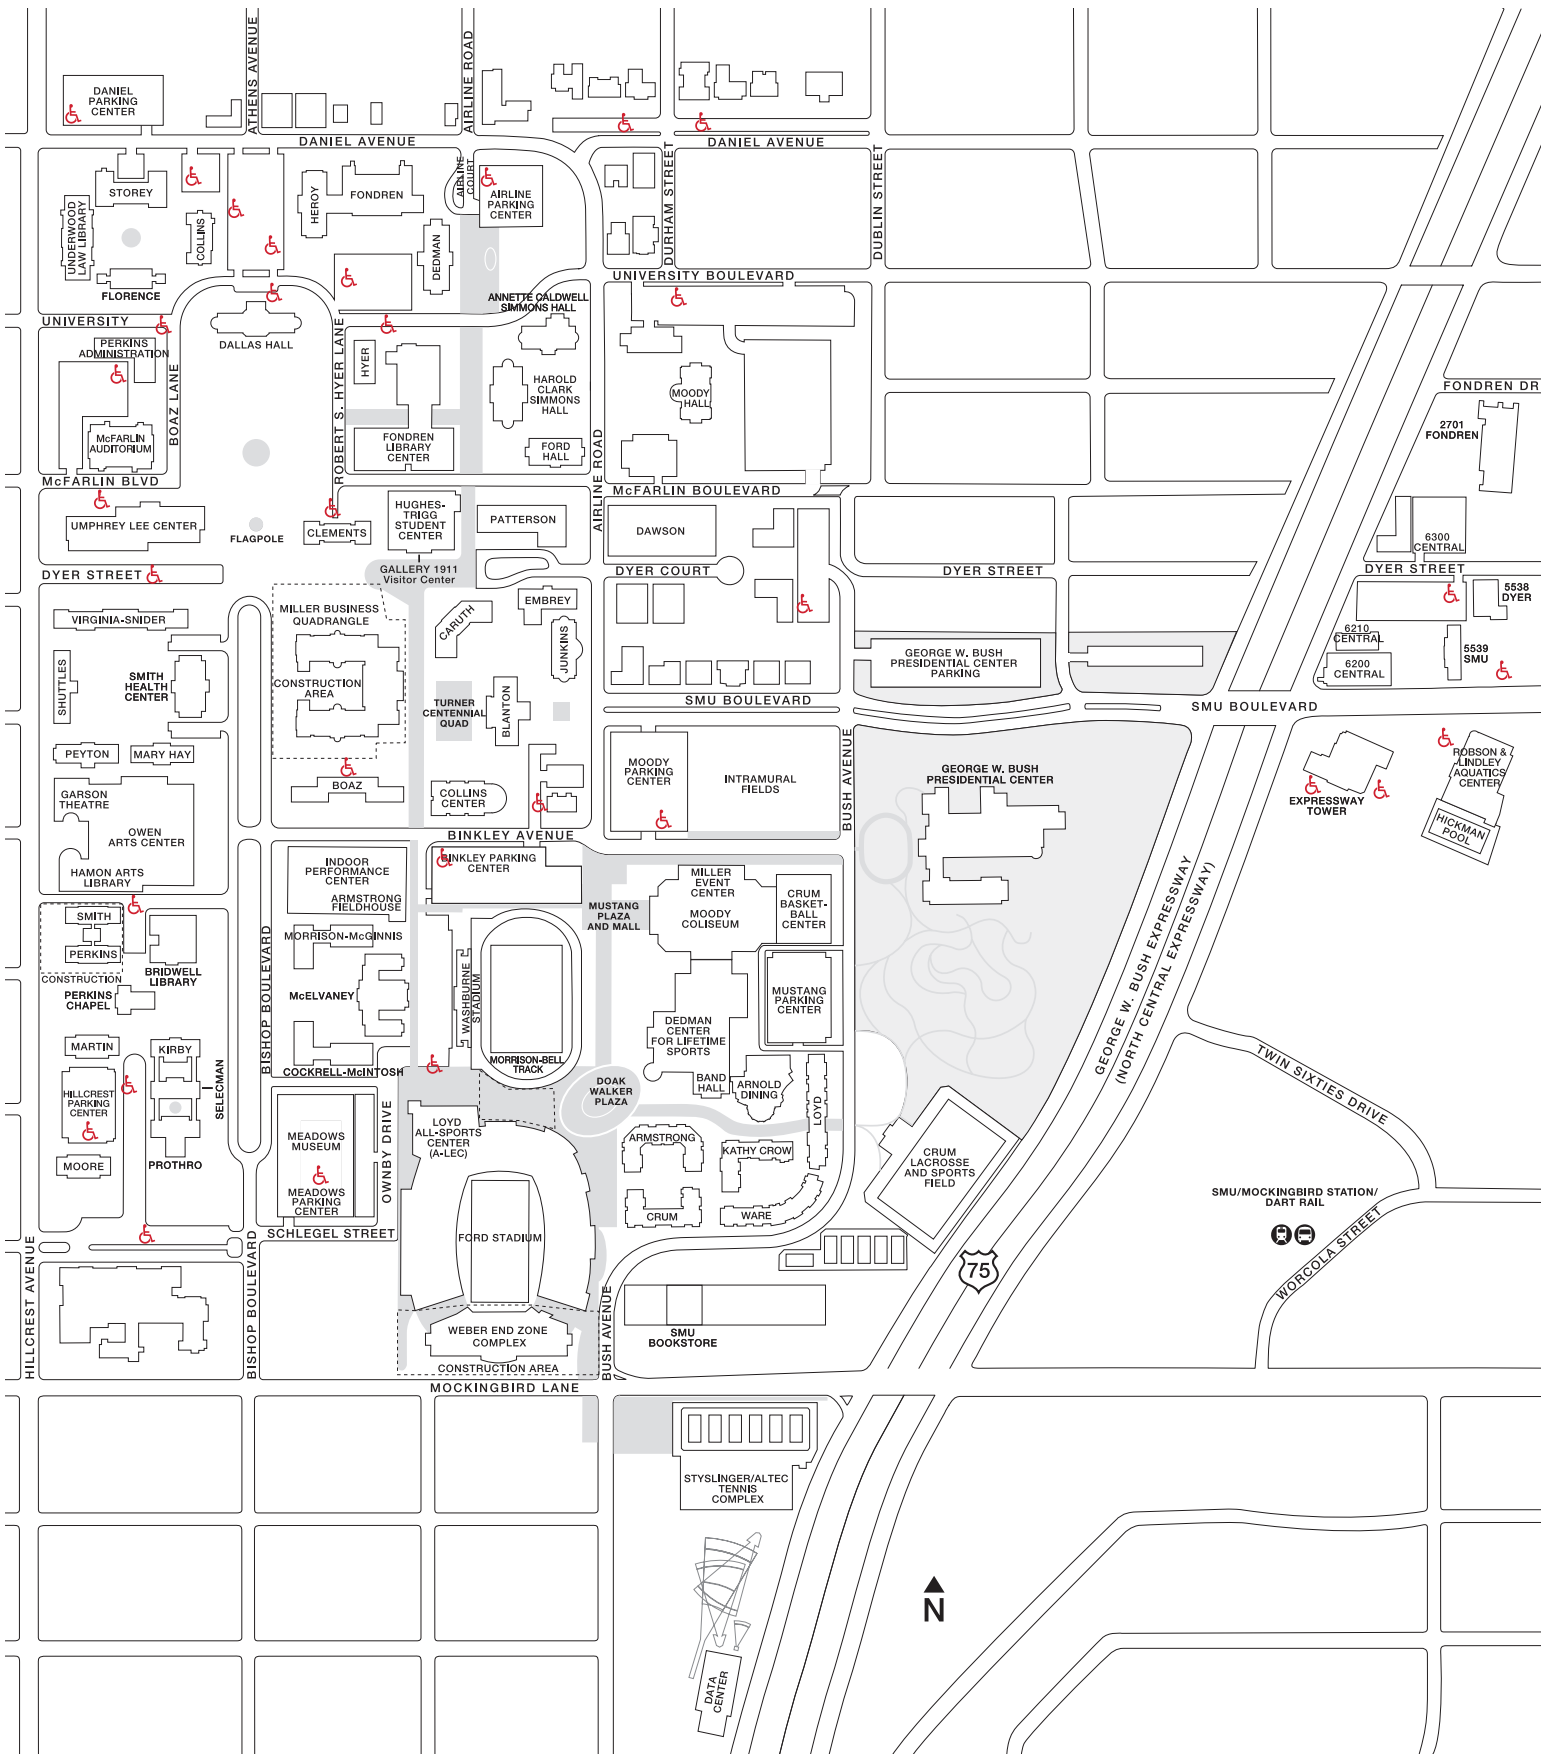 ATHENS AVENUE
AIRLINE ROAD
DANIEL
PARKING
CENTER
DANIEL AVENUE
DANIEL AVENUE
AIRLINE
COURT
DURHAM STREET
DUBLIN STREET
STOREY
HEROY
FONDREN
AIRLINE
PARKING
CENTER
UNDERWOOD
LAW LIBRARY
COLLINS
DEDMAN
UNIVERSITY BOULEVARD
FLORENCE
ANNETTE CALDWELL
SIMMONS HALL
UNIVERSITY
DALLAS HALL
PERKINS
ADMINISTRATION
BOAZ LANE
ROBERT S. HYER LANE
HYER
HAROLD
CLARK
SIMMONS
HALL
MOODY
HALL
FONDREN DR
McFARLIN
AUDITORIUM
FONDREN
LIBRARY
CENTER
FORD
HALL
AIRLINE ROAD
2701
FONDREN
McFARLIN BLVD
McFARLIN BOULEVARD
UMPHREY LEE CENTER
FLAGPOLE
CLEMENTS
HUGHES-
TRIGG
STUDENT
CENTER
PATTERSON
DAWSON
6300
CENTRAL
GALLERY 1911
Visitor Center
DYER STREET
DYER COURT
DYER STREET
DYER STREET
5538
DYER
MILLER BUSINESS
QUADRANGLE
EMBREY
VIRGINIA-SNIDER
CARUTH
JUNKINS
6210
CENTRAL
5539
SMU
6200
CENTRAL
GEORGE W. BUSH
PRESIDENTIAL CENTER
PARKING
SHUTTLES
SMITH
HEALTH
CENTER
CONSTRUCTION
AREA
TURNER
CENTENNIAL
QUAD
BLANTON
SMU BOULEVARD
SMU BOULEVARD
PEYTON
MARY HAY
BOAZ
COLLINS
CENTER
MOODY
PARKING
CENTER
INTRAMURAL
FIELDS
BUSH AVENUE
GEORGE W. BUSH
PRESIDENTIAL CENTER
ROBSON &
LINDLEY
AQUATICS
CENTER
EXPRESSWAY
TOWER
HICKMAN
POOL
GARSON
THEATRE
OWEN
ARTS CENTER
HAMON ARTS
LIBRARY
BINKLEY AVENUE
INDOOR
PERFORMANCE
CENTER
ARMSTRONG
FIELDHOUSE
BINKLEY PARKING
CENTER
MILLER
EVENT
CENTER
MOODY
COLISEUM
CRUM
BASKET-
BALL
CENTER
MUSTANG
PLAZA
AND MALL
SMITH
PERKINS
CONSTRUCTION
BRIDWELL
LIBRARY
BISHOP BOULEVARD
MORRISON-McGINNIS
McELVANEY
WASHBURNE
STADIUM
MORRISON-BELL
TRACK
MUSTANG
PARKING
CENTER
DEDMAN
CENTER
FOR LIFETIME
SPORTS
GEORGE W. BUSH EXPRESSWAY
(NORTH CENTRAL EXPRESSWAY)
PERKINS
CHAPEL
MARTIN
KIRBY
COCKRELL-McINTOSH
BAND
HALL
ARNOLD
DINING
LOYD
TWIN SIXTIES DRIVE
HILLCREST
PARKING
CENTER
SELECMAN
DOAK
WALKER
PLAZA
MEADOWS
MUSEUM
OWNBY DRIVE
LOYD
ALL-SPORTS
CENTER
(A-LEC)
ARMSTRONG
KATHY CROW
CRUM
LACROSSE
AND SPORTS
FIELD
MOORE
PROTHRO
MEADOWS
PARKING
CENTER
CRUM
WARE
SMU/MOCKINGBIRD STATION/
DART RAIL
SCHLEGEL STREET
FORD STADIUM
WORCOLA STREET
75
HILLCREST AVENUE
BISHOP BOULEVARD
BUSH AVENUE
WEBER END ZONE
COMPLEX
SMU
BOOKSTORE
CONSTRUCTION AREA
MOCKINGBIRD LANE
STYSLINGER/ALTEC
TENNIS
COMPLEX
N
DATA
CENTER